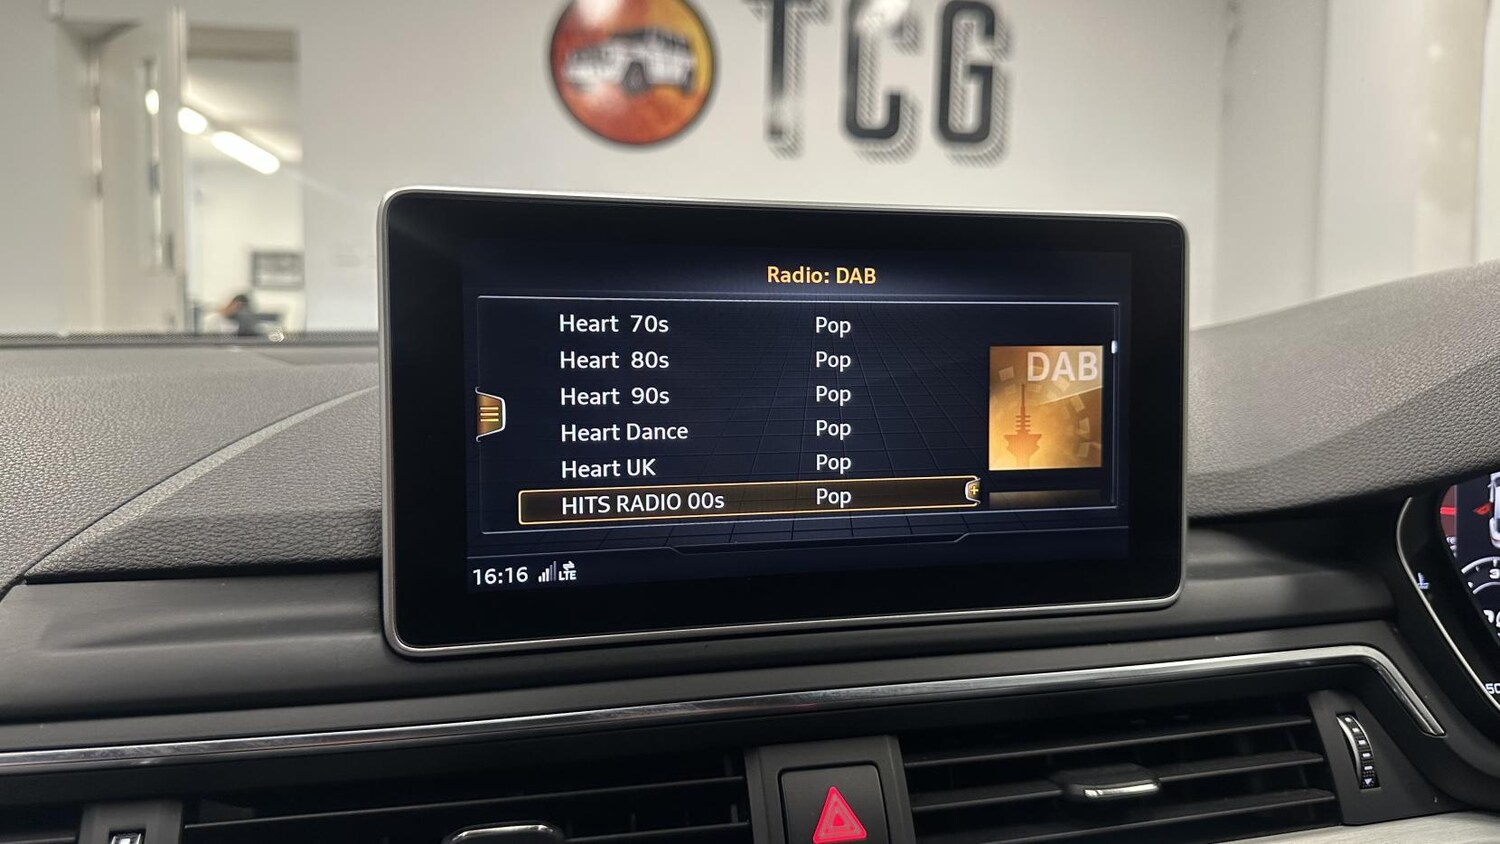 TCG
Radio: DAB
Heart 70s Pop
Heart 80s Pop
Heart 90s Pop
Heart Dance Pop
Heart UK Pop
HITS RADIO 00s Pop
DAB
16:16 LTE